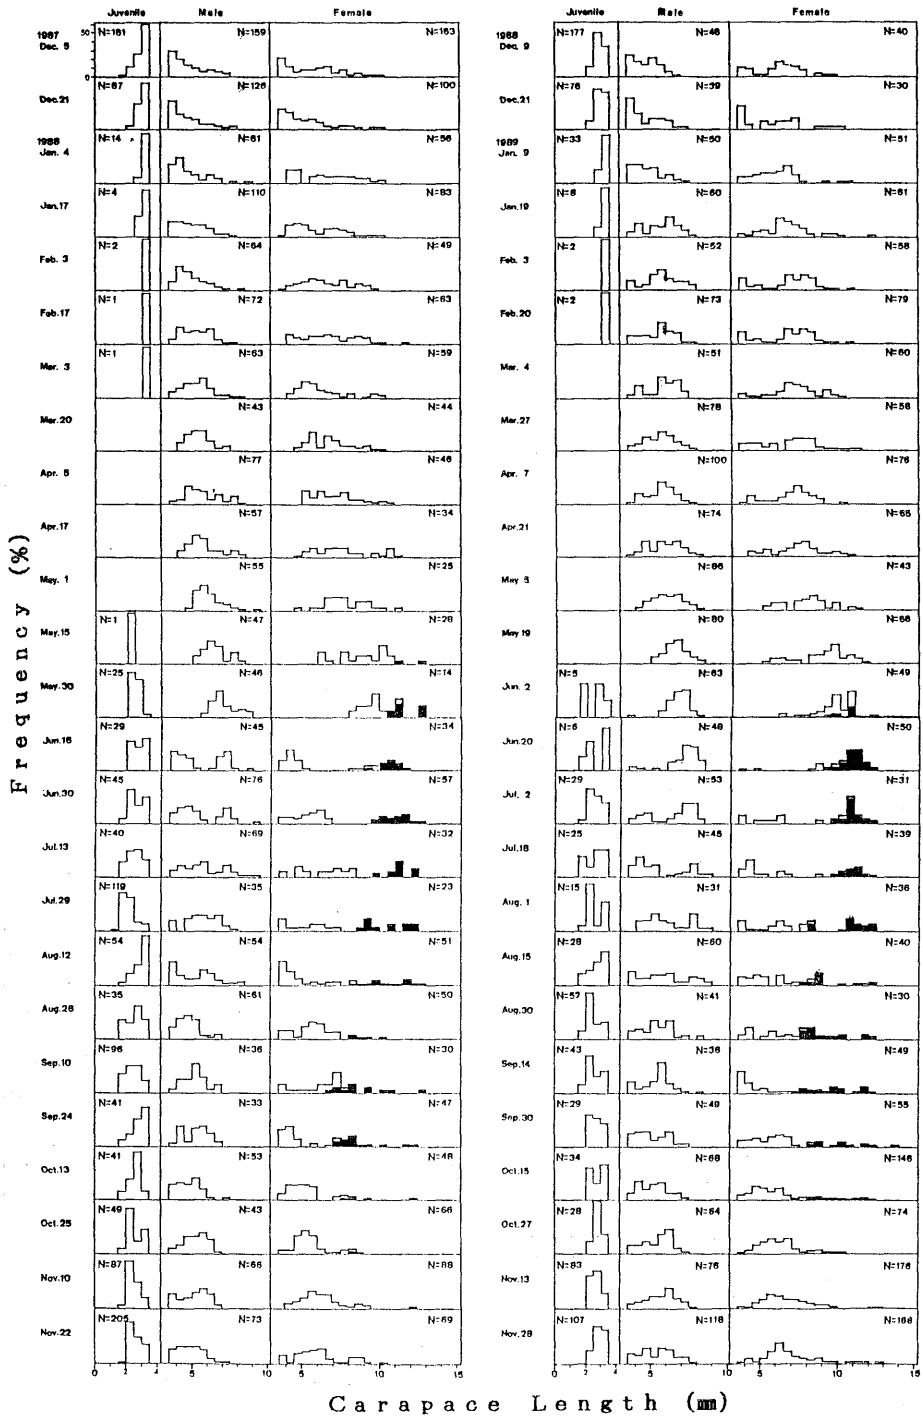 Juvenile Male Female
50
0
1987
Dec. 5 N=181 N=159 N=163
Dec.21 N=87 N=126 N=100
1988
Jan. 4 N=14 N=61 N=56
Jan.17 N=4 N=110 N=83
Feb. 3 N=2 N=64 N=49
Feb.17 N=1 N=72 N=63
Mar. 3 N=1 N=63 N=59
Mar.20 N=43 N=44
Apr. 5 N=77 N=46
Apr.17 N=57 N=34
May. 1 N=55 N=25
May.15 N=1 N=47 N=28
May.30 N=25 N=46 N=14
Jun.16 N=29 N=45 N=34
Jun.30 N=45 N=76 N=57
Jul.13 N=40 N=69 N=32
Jul.29 N=119 N=35 N=23
Aug.12 N=54 N=54 N=51
Aug.26 N=35 N=61 N=50
Sep.10 N=96 N=36 N=30
Sep.24 N=41 N=33 N=47
Oct.13 N=41 N=53 N=48
Oct.25 N=49 N=43 N=66
Nov.10 N=87 N=66 N=88
Nov.22 N=205 N=73 N=69
0 2 4 5 10 5 10 15
Juvenile Male Female
1988
Dec. 9 N=177 N=46 N=40
Dec.21 N=76 N=39 N=30
1989
Jan. 9 N=33 N=50 N=51
Jan.19 N=6 N=60 N=61
Feb. 3 N=2 N=52 N=58
Feb.20 N=2 N=73 N=79
Mar. 4 N=51 N=60
Mar.27 N=78 N=58
Apr. 7 N=100 N=76
Apr.21 N=74 N=65
May 5 N=86 N=43
May 19 N=80 N=66
Jun. 2 N=5 N=63 N=49
Jun.20 N=6 N=48 N=50
Jul. 2 N=29 N=53 N=31
Jul.18 N=25 N=45 N=39
Aug. 1 N=15 N=31 N=36
Aug.15 N=28 N=60 N=40
Aug.30 N=57 N=41 N=30
Sep.14 N=43 N=36 N=49
Sep.30 N=29 N=49 N=55
Oct.15 N=34 N=68 N=146
Oct.27 N=28 N=64 N=74
Nov.13 N=83 N=76 N=176
Nov.28 N=107 N=118 N=168
0 2 4 5 10 5 10 15
Frequency (%)
Carapace Length (mm)